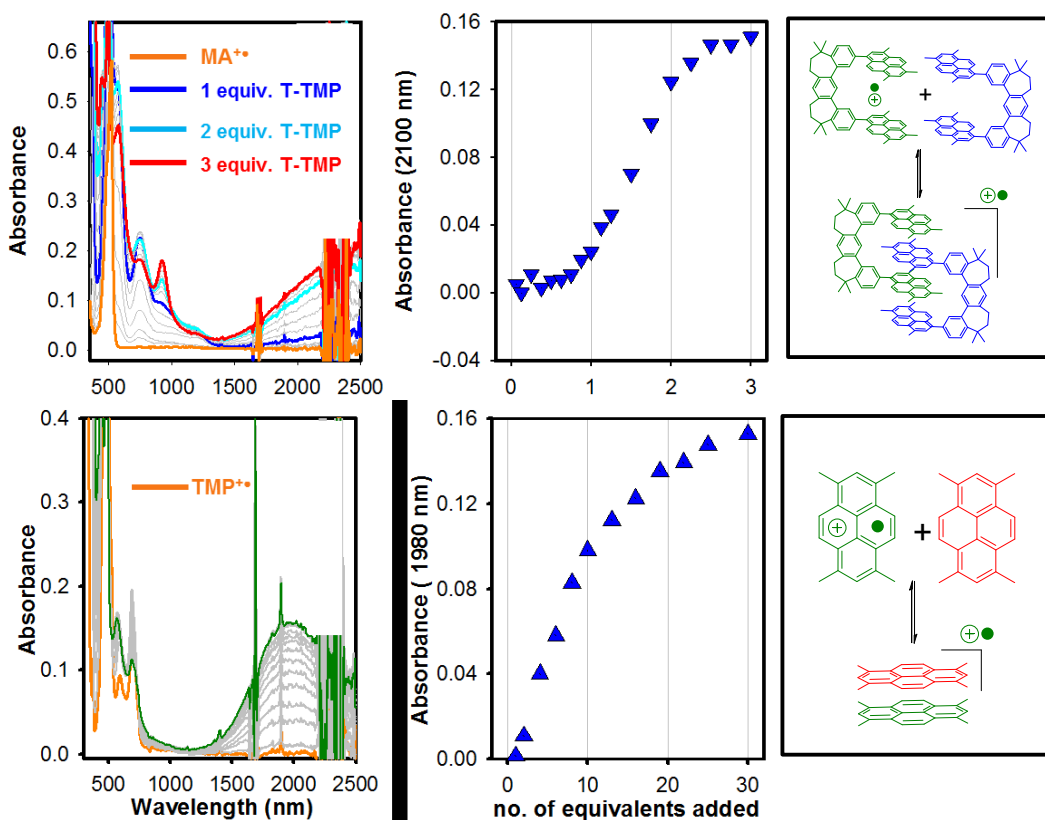 Absorbance
0.6
0.5
0.4
0.3
0.2
0.1
0.0
MA+•
1 equiv. T-TMP
2 equiv. T-TMP
3 equiv. T-TMP
500 1000 1500 2000 2500
Absorbance (2100 nm)
0.16
0.12
0.08
0.04
0.00
-0.04
0 1 2 3
+
+
Absorbance
0.4
0.3
0.2
0.1
0.0
TMP+•
500 1000 1500 2000 2500
Wavelength (nm)
Absorbance ( 1980 nm)
0.16
0.12
0.08
0.04
0.00
0 10 20 30
no. of equivalents added
+
+
+